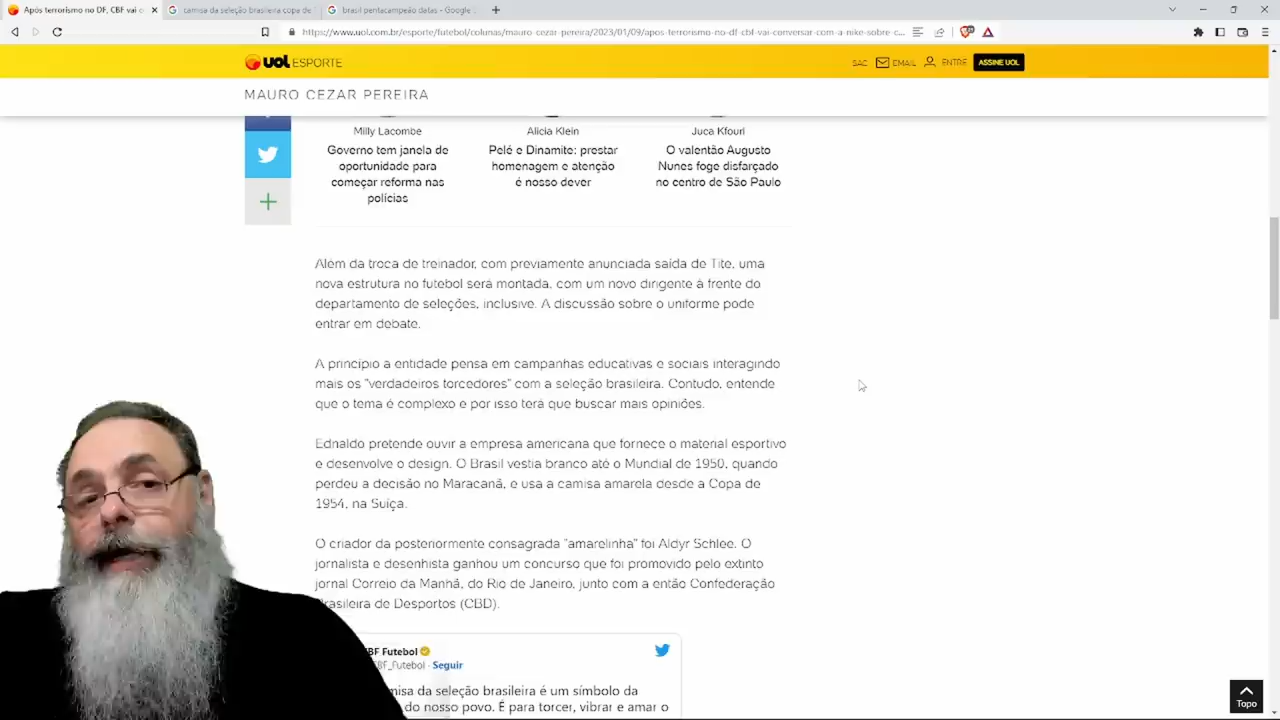 Após terrorismo no DF, CBF vai c
camisa da seleção brasileira copa de
brasil pentacampeão datas - Google
https://www.uol.com.br/esporte/futebol/colunas/mauro-cezar-pereira/2023/01/09/apos-terrorismo-no-df-cbf-vai-conversar-com-a-nike-sobre-c...
UOL ESPORTE
SAC
EMAIL
ENTRE
ASSINE UOL
MAURO CEZAR PEREIRA
Milly Lacombe
Governo tem janela de
oportunidade para
começar reforma nas
polícias
Alicia Klein
Pelé e Dinamite: prestar
homenagem e atenção
é nosso dever
Juca Kfouri
O valentão Augusto
Nunes foge disfarçado
no centro de São Paulo
Além da troca de treinador, com previamente anunciada saída de Tite, uma
nova estrutura no futebol será montada, com um novo dirigente à frente do
departamento de seleções, inclusive. A discussão sobre o uniforme pode
entrar em debate.
A princípio a entidade pensa em campanhas educativas e sociais interagindo
mais os "verdadeiros torcedores" com a seleção brasileira. Contudo, entende
que o tema é complexo e por isso terá que buscar mais opiniões.
Ednaldo pretende ouvir a empresa americana que fornece o material esportivo
e desenvolve o design. O Brasil vestia branco até o Mundial de 1950, quando
perdeu a decisão no Maracanã, e usa a camisa amarela desde a Copa de
1954, na Suíça.
O criador da posteriormente consagrada "amarelinha" foi Aldyr Schlee. O
jornalista e desenhista ganhou um concurso que foi promovido pelo extinto
jornal Correio da Manhã, do Rio de Janeiro, junto com a então Confederação
Brasileira de Desportos (CBD).
CBF Futebol
CBF_Futebol · Seguir
misa da seleção brasileira é um símbolo da
do nosso povo. É para torcer, vibrar e amar o
Topo